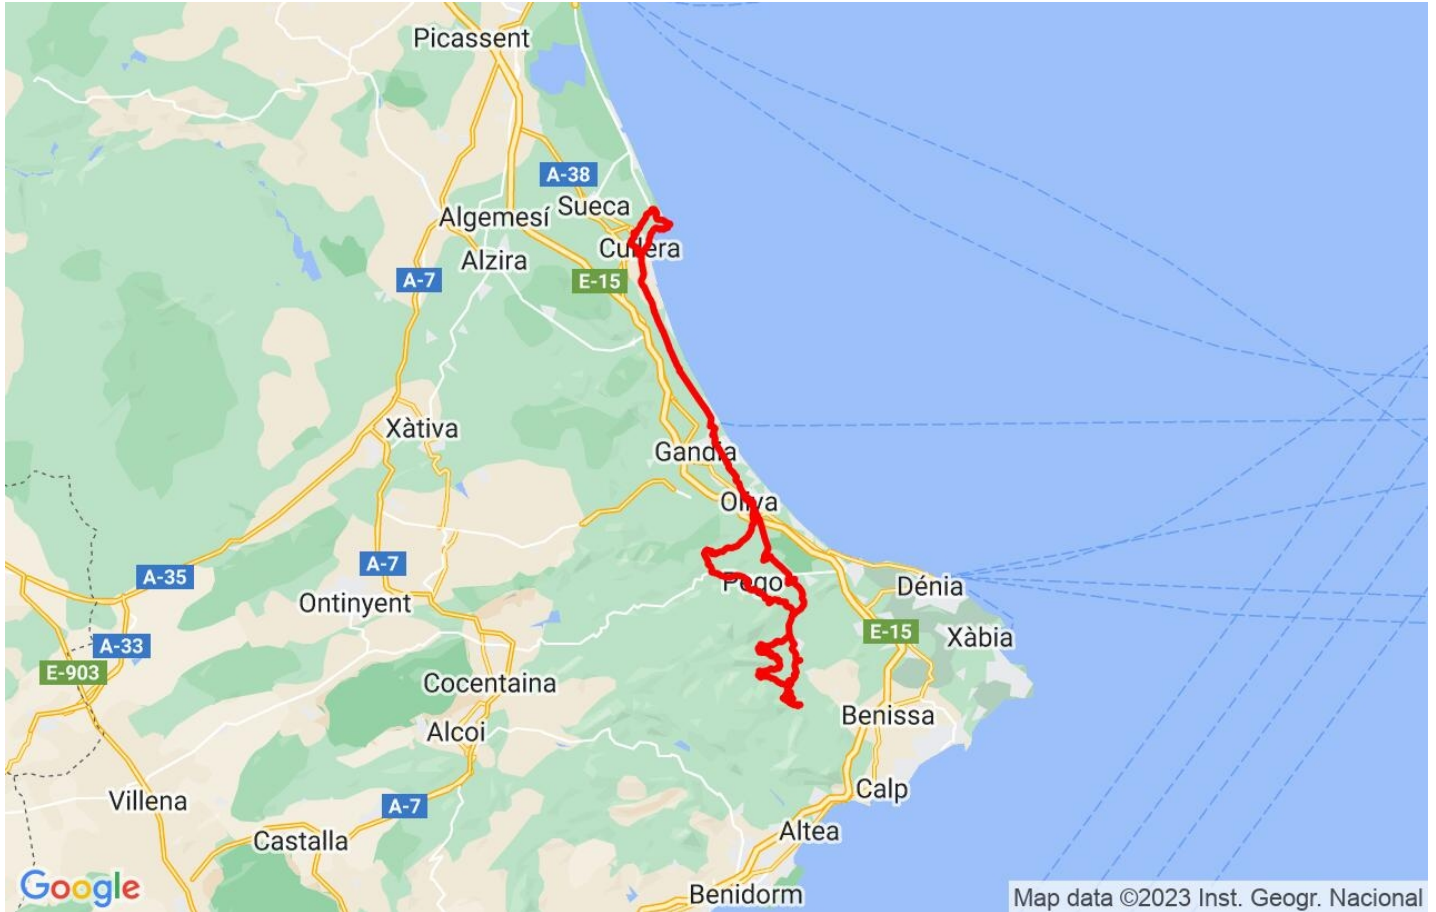 Picassent
A-38
Sueca
Algemesí
Cullera
Alzira
A-7
E-15
Xàtiva
Gandia
Oliva
A-7
A-35
Pego
Dénia
Ontinyent
E-15
Xàbia
A-33
E-903
Cocentaina
Benissa
Alcoi
Calp
Villena
A-7
Altea
Castalla
Google
Benidorm
Map data ©2023 Inst. Geogr. Nacional